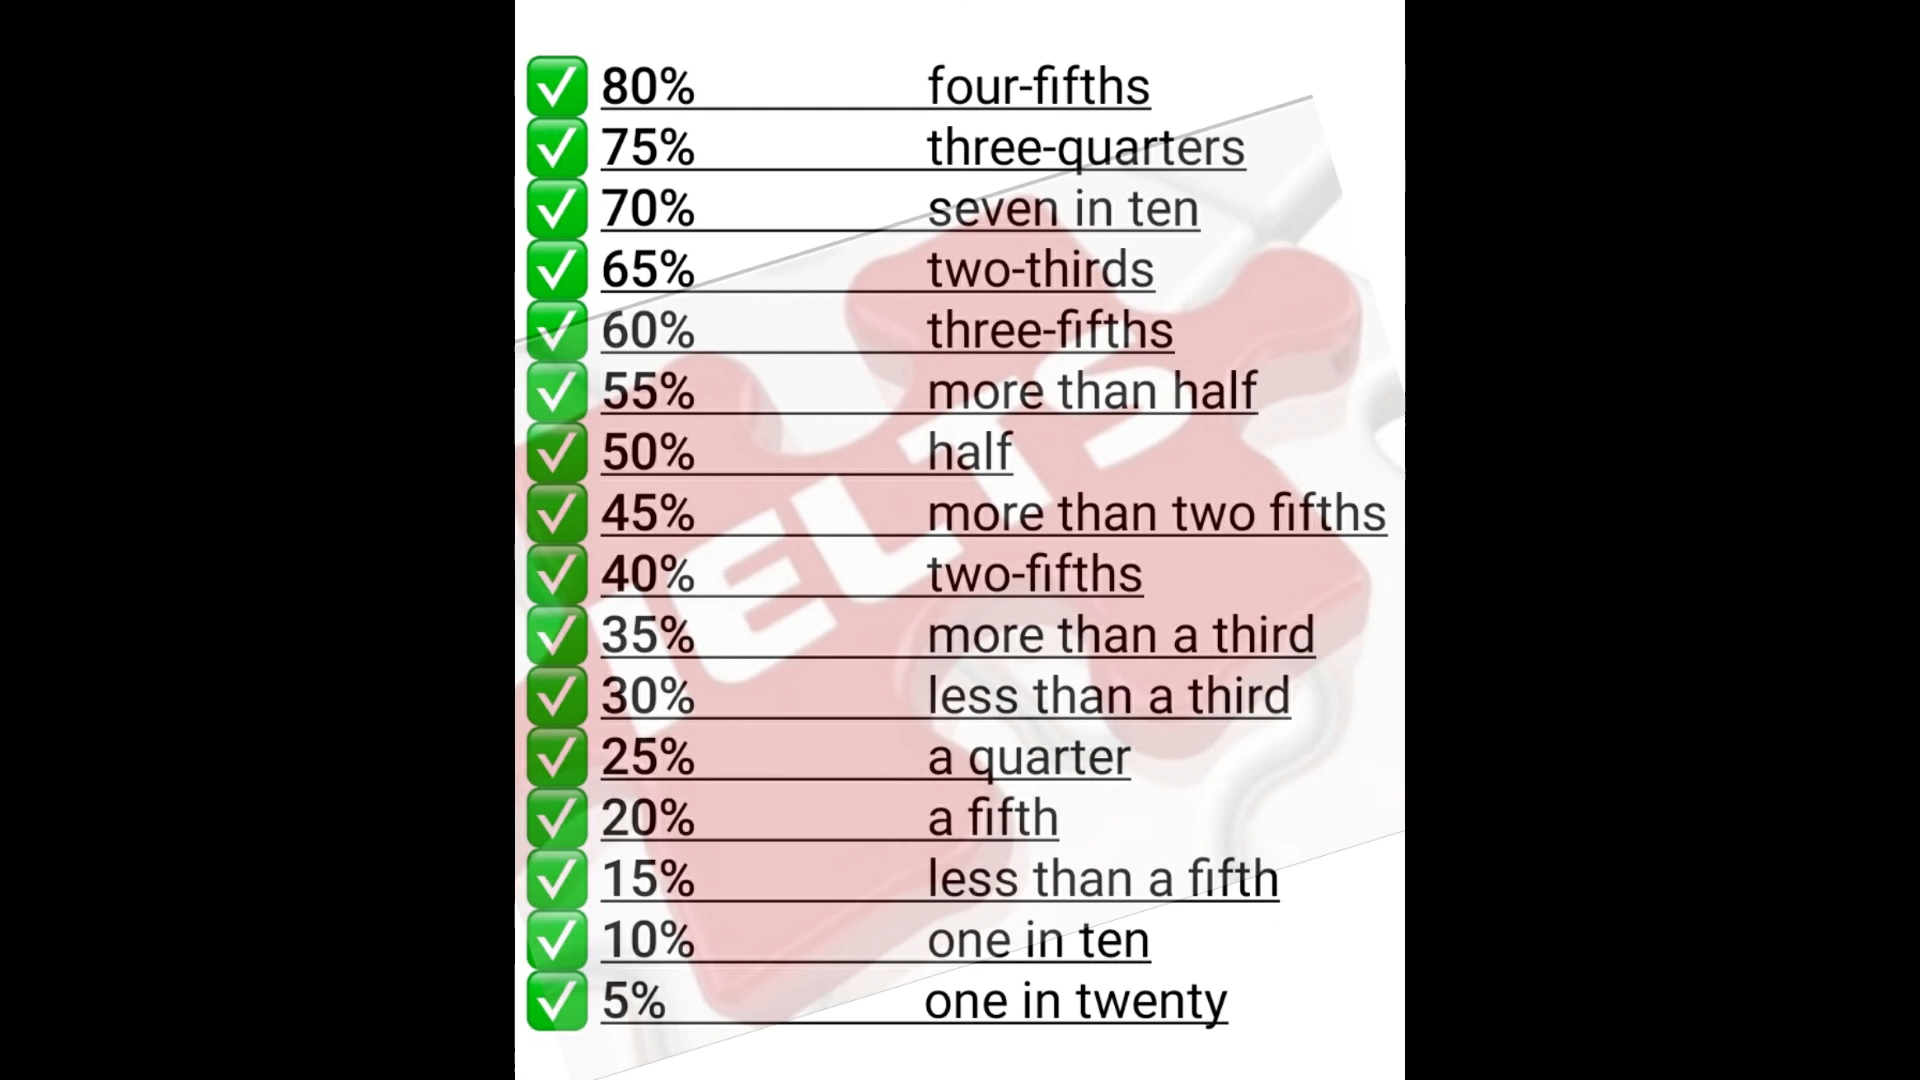 ✅ 80% four-fifths
✅ 75% three-quarters
✅ 70% seven in ten
✅ 65% two-thirds
✅ 60% three-fifths
✅ 55% more than half
✅ 50% half
✅ 45% more than two fifths
✅ 40% two-fifths
✅ 35% more than a third
✅ 30% less than a third
✅ 25% a quarter
✅ 20% a fifth
✅ 15% less than a fifth
✅ 10% one in ten
✅ 5% one in twenty
IELTS